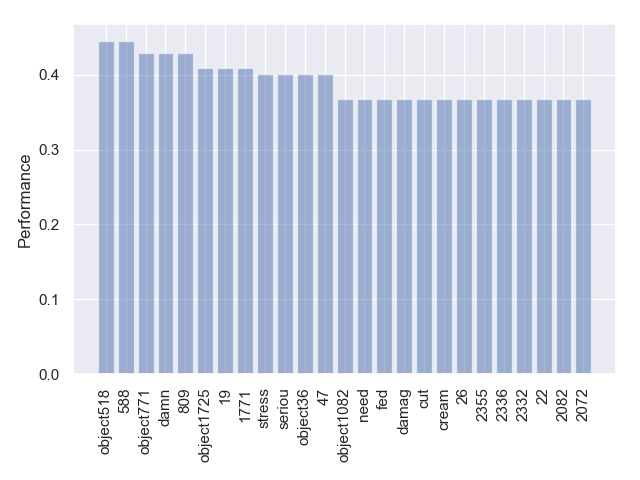 0.4
0.3
0.2
0.1
0.0
Performance
object518
588
object771
damn
809
object1725
19
1771
stress
seriou
object36
47
object1082
need
fed
damag
cut
cream
26
2355
2336
2332
22
2082
2072